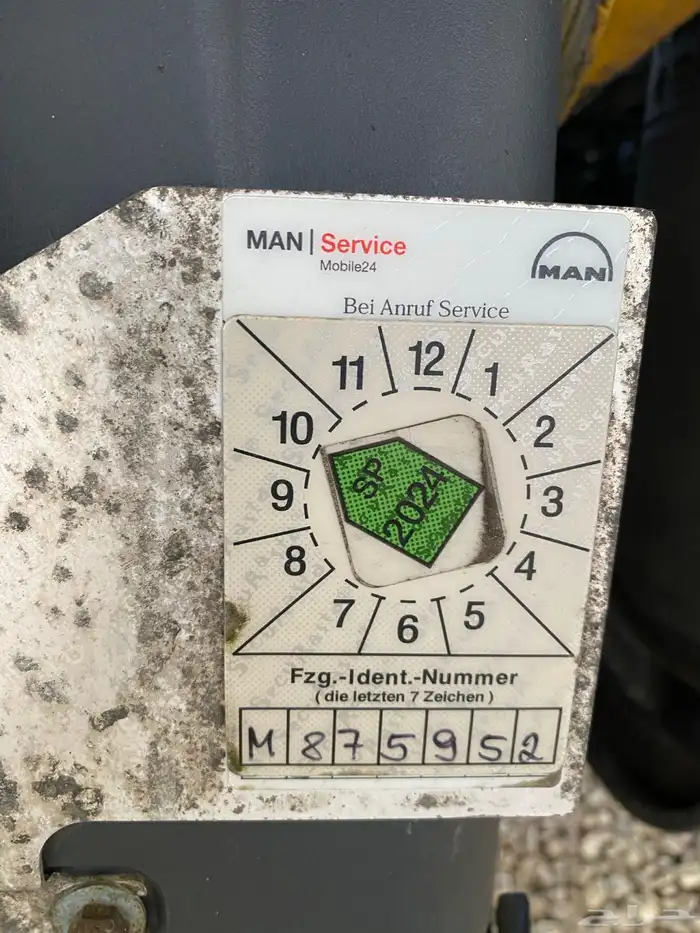 MAN | Service
Mobile24
MAN
Bei Anruf Service
11 12 1
10 2
9 3
8 4
7 6 5
SP
2024
Fzg.-Ident.-Nummer
( die letzten 7 Zeichen )
M 8 7 5 9 5 2
حراج